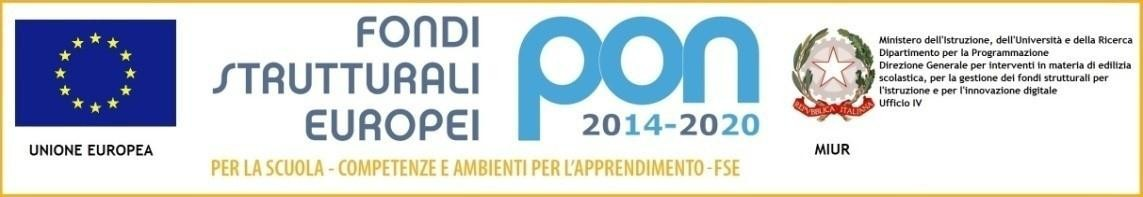 UNIONE EUROPEA
FONDI
STRUTTURALI
EUROPEI
pon
2014-2020
PER LA SCUOLA - COMPETENZE E AMBIENTI PER L'APPRENDIMENTO-FSE
REPVBBLICA ITALIANA
Ministero dell'Istruzione, dell'Università e della Ricerca
Dipartimento per la Programmazione
Direzione Generale per interventi in materia di edilizia
scolastica, per la gestione dei fondi strutturali per
l'istruzione e per l'innovazione digitale
Ufficio IV
MIUR